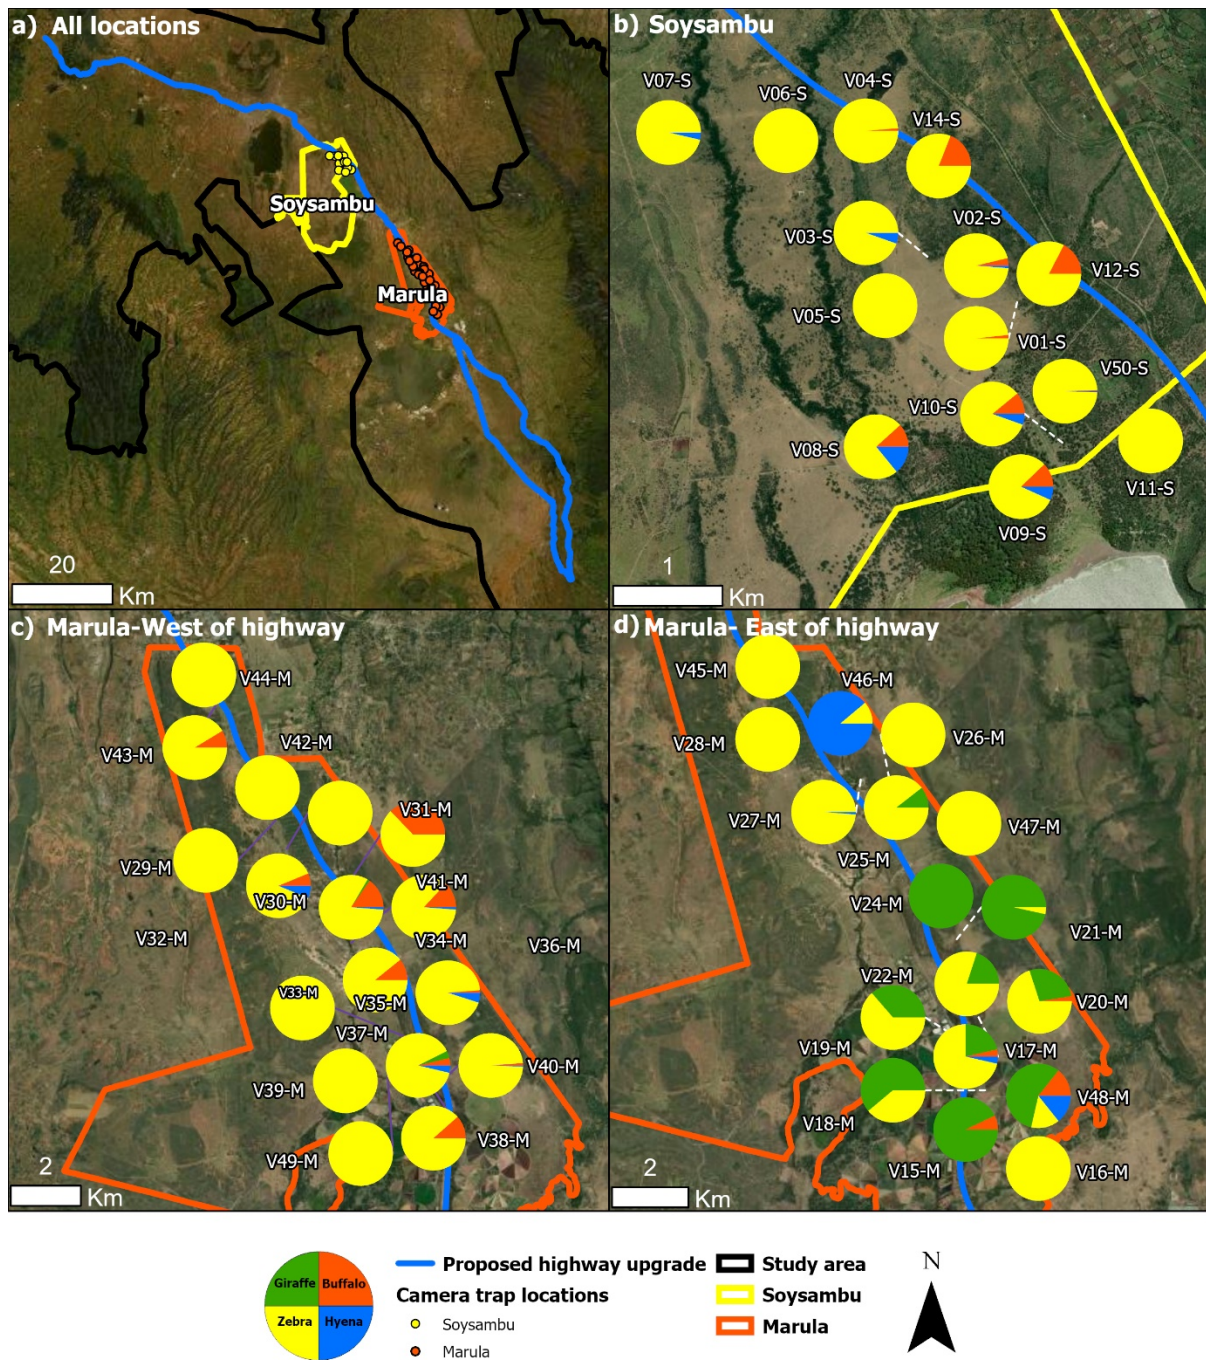 a) All locations
Soysambu
Marula
20
Km
b) Soysambu
V07-S
V06-S
V04-S
V14-S
V03-S
V02-S
V12-S
V05-S
V01-S
V50-S
V10-S
V08-S
V11-S
V09-S
1
Km
c) Marula-West of highway
V44-M
V43-M
V42-M
V31-M
V29-M
V30-M
V41-M
V32-M
V34-M
V36-M
V33-M
V35-M
V37-M
V40-M
V39-M
V38-M
V49-M
2
Km
d) Marula- East of highway
V45-M
V46-M
V28-M
V26-M
V27-M
V47-M
V25-M
V24-M
V21-M
V22-M
V20-M
V19-M
V17-M
V48-M
V18-M
V15-M
V16-M
2
Km
Giraffe
Buffalo
Zebra
Hyena
Proposed highway upgrade
Camera trap locations
Soysambu
Marula
Study area
Soysambu
Marula
N